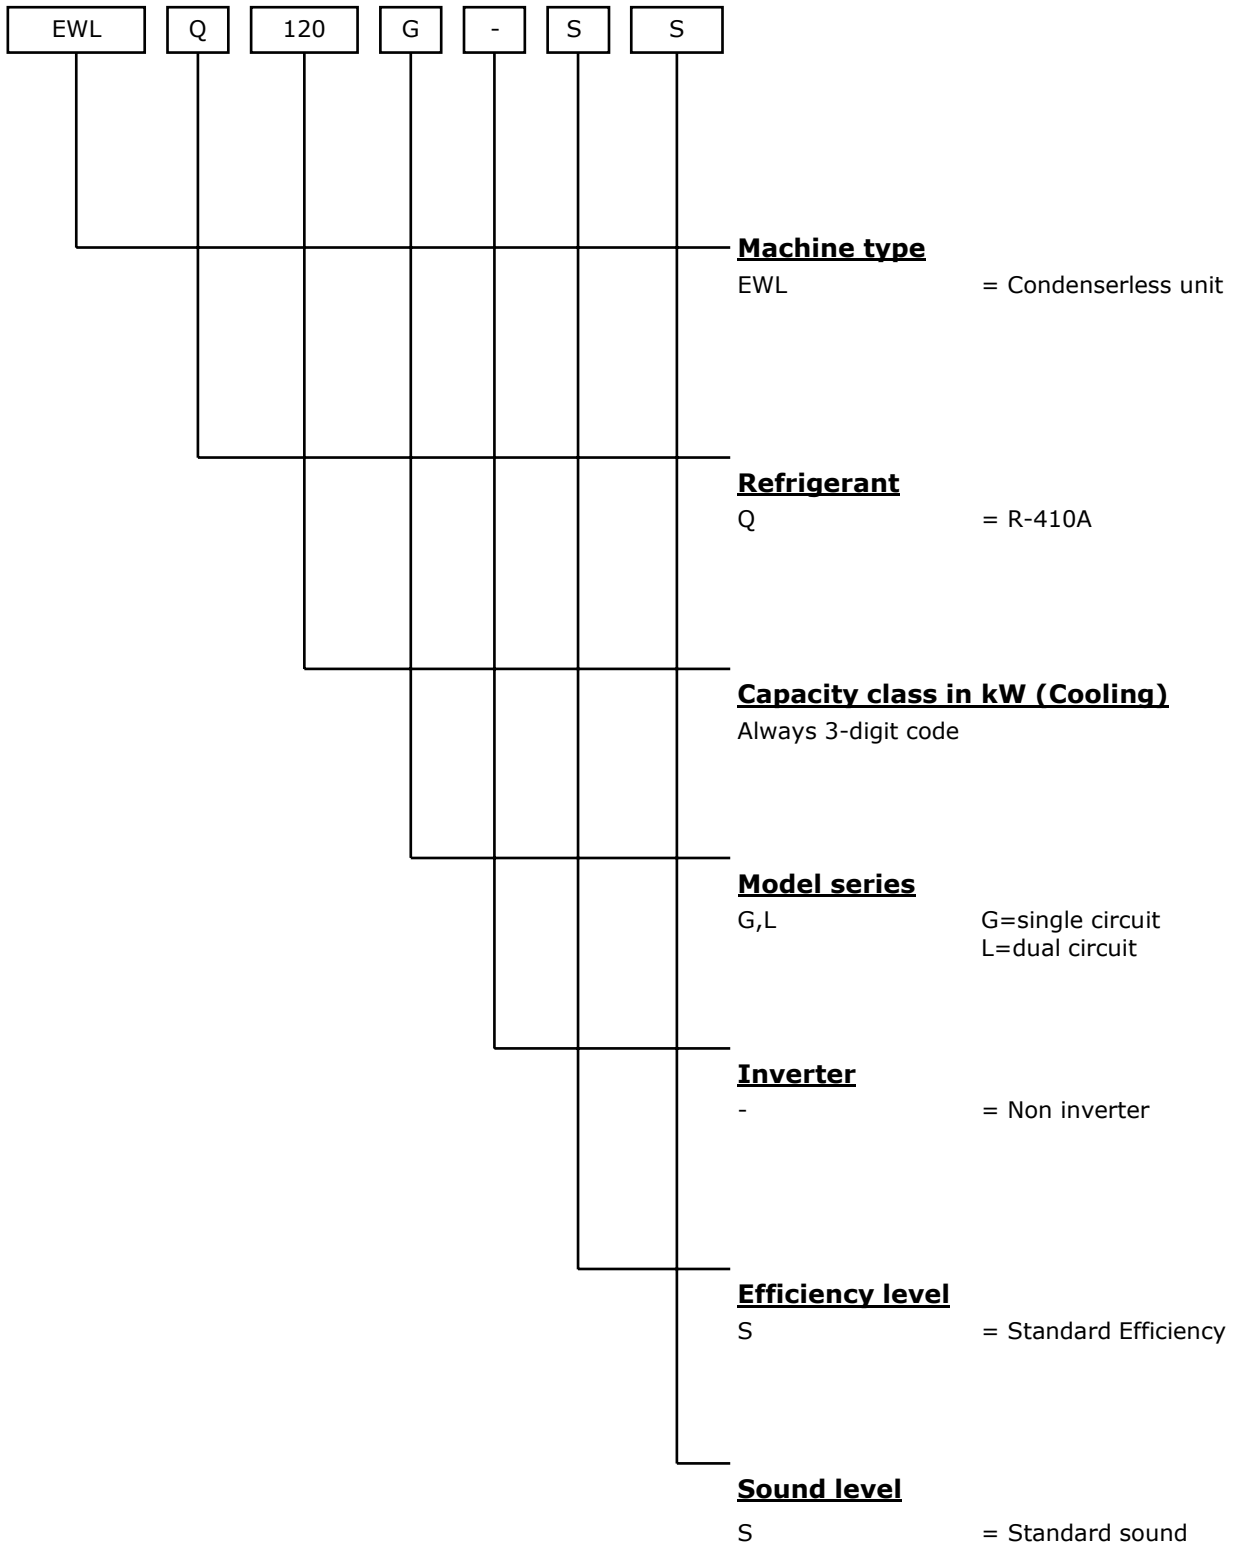 EWL Q 120 G - S S
Machine type
EWL = Condenserless unit
Refrigerant
Q = R-410A
Capacity class in kW (Cooling)
Always 3-digit code
Model series
G,L G=single circuit
L=dual circuit
Inverter
- = Non inverter
Efficiency level
S = Standard Efficiency
Sound level
S = Standard sound